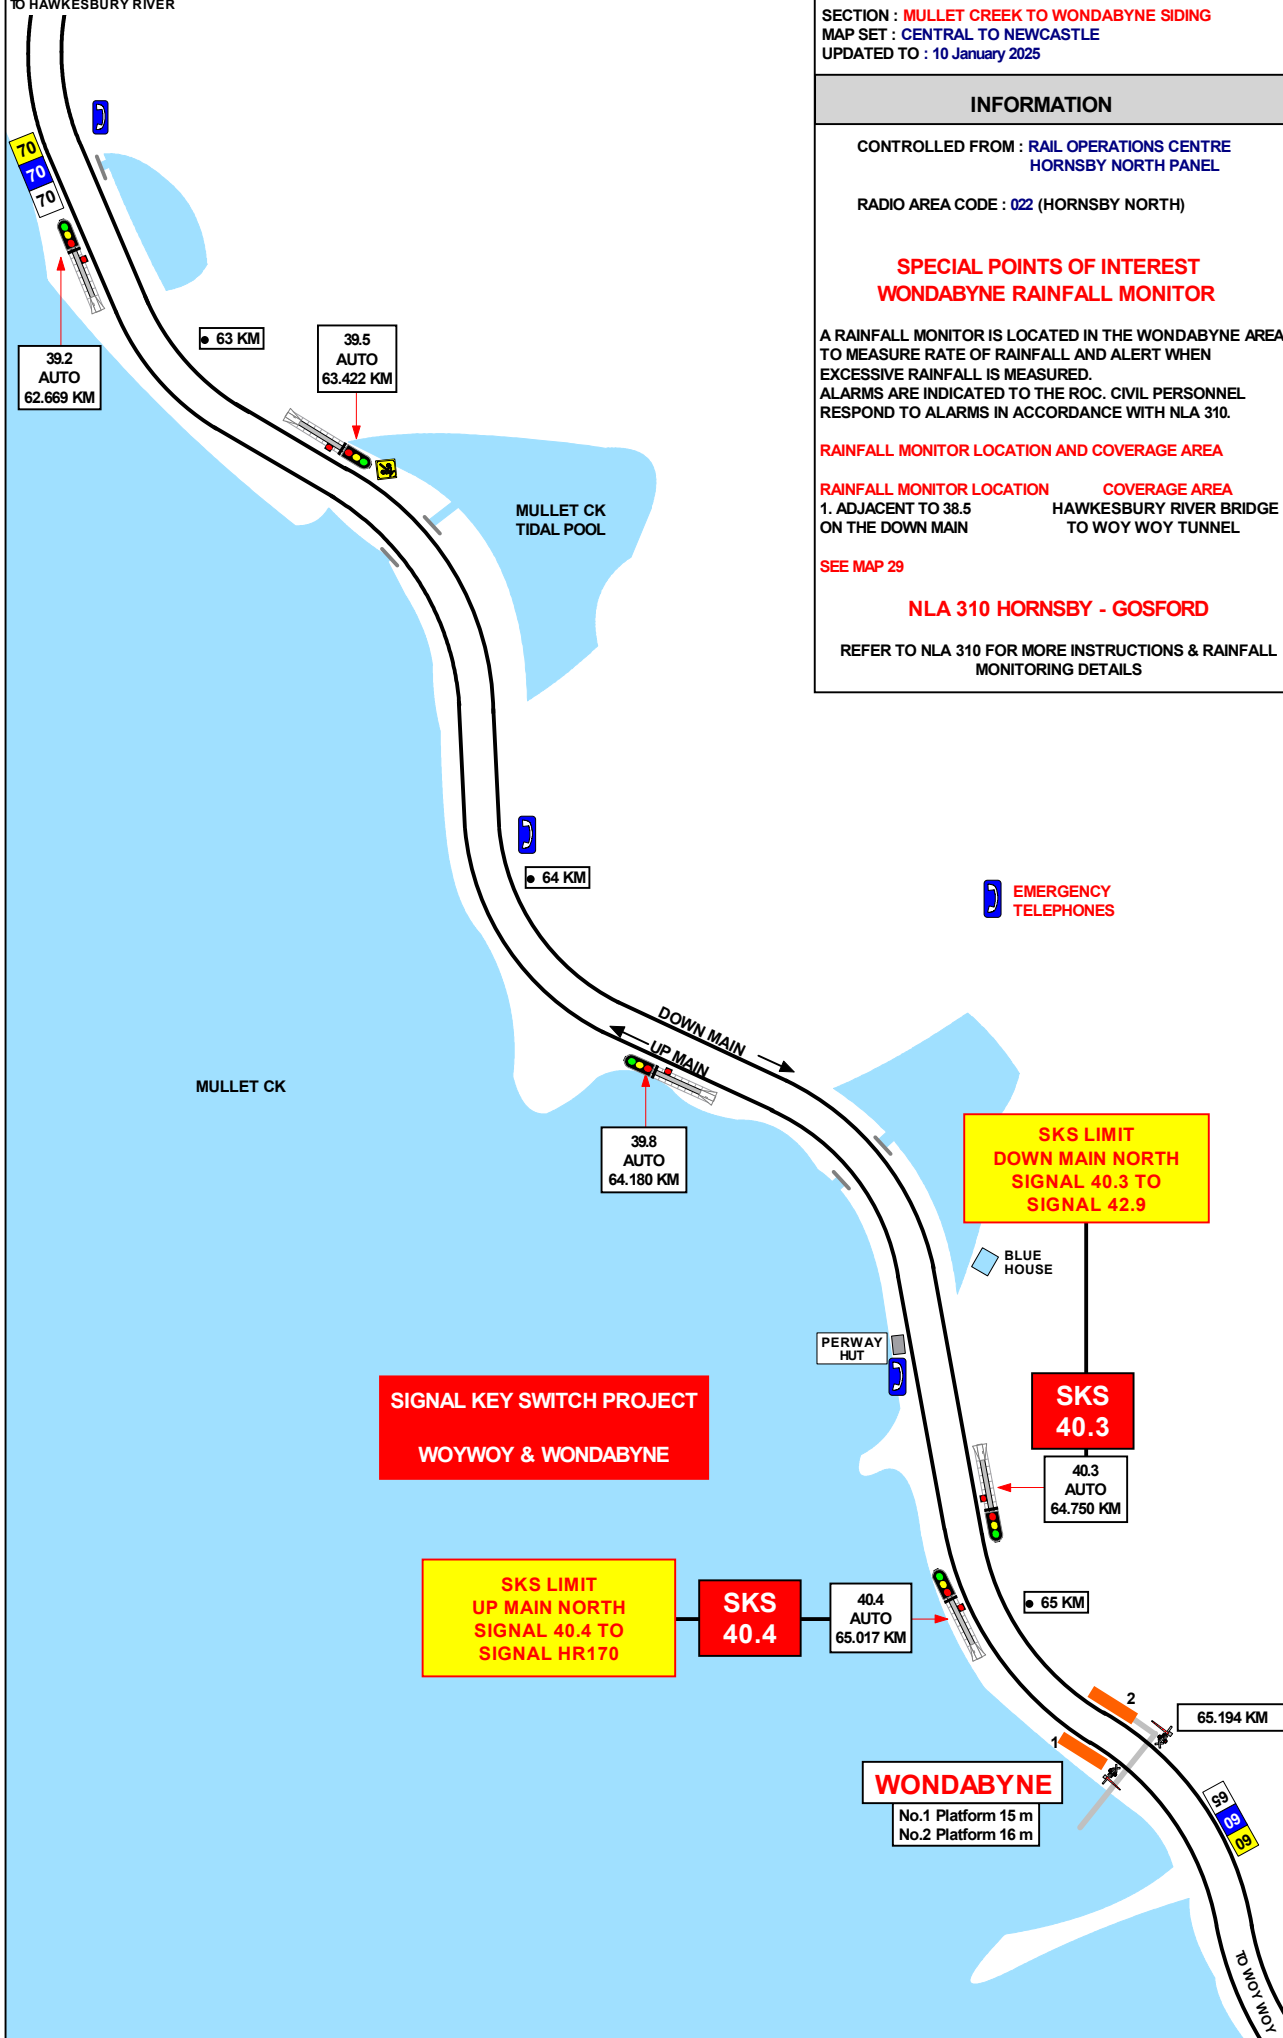 TO HAWKESBURY RIVER
SECTION : MULLET CREEK TO WONDABYNE SIDING
MAP SET : CENTRAL TO NEWCASTLE
UPDATED TO : 10 January 2025
INFORMATION
CONTROLLED FROM : RAIL OPERATIONS CENTRE
HORNSBY NORTH PANEL
RADIO AREA CODE : 022 (HORNSBY NORTH)
SPECIAL POINTS OF INTEREST
WONDABYNE RAINFALL MONITOR
A RAINFALL MONITOR IS LOCATED IN THE WONDABYNE AREA
TO MEASURE RATE OF RAINFALL AND ALERT WHEN
EXCESSIVE RAINFALL IS MEASURED.
ALARMS ARE INDICATED TO THE ROC. CIVIL PERSONNEL
RESPOND TO ALARMS IN ACCORDANCE WITH NLA 310.
RAINFALL MONITOR LOCATION AND COVERAGE AREA
RAINFALL MONITOR LOCATION COVERAGE AREA
1. ADJACENT TO 38.5 HAWKESBURY RIVER BRIDGE
ON THE DOWN MAIN TO WOY WOY TUNNEL
SEE MAP 29
NLA 310 HORNSBY - GOSFORD
REFER TO NLA 310 FOR MORE INSTRUCTIONS & RAINFALL
MONITORING DETAILS
70
70
70
39.2
AUTO
62.669 KM
63 KM
39.5
AUTO
63.422 KM
MULLET CK
TIDAL POOL
64 KM
EMERGENCY
TELEPHONES
DOWN MAIN
UP MAIN
MULLET CK
39.8
AUTO
64.180 KM
SKS LIMIT
DOWN MAIN NORTH
SIGNAL 40.3 TO
SIGNAL 42.9
BLUE
HOUSE
PERWAY
HUT
SIGNAL KEY SWITCH PROJECT
WOYWOY & WONDABYNE
SKS
40.3
40.3
AUTO
64.750 KM
SKS LIMIT
UP MAIN NORTH
SIGNAL 40.4 TO
SIGNAL HR170
SKS
40.4
40.4
AUTO
65.017 KM
65 KM
2
65.194 KM
1
WONDABYNE
No.1 Platform 15 m
No.2 Platform 16 m
65
60
60
TO WOY WOY